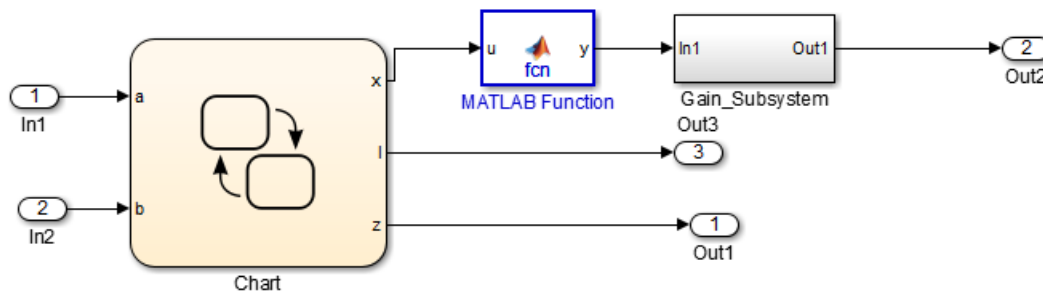 x
u
fcn
y
MATLAB Function
In1
Out1
Gain_Subsystem
2
Out2
1
In1
a
Out3
l
3
2
In2
b
z
1
Out1
Chart